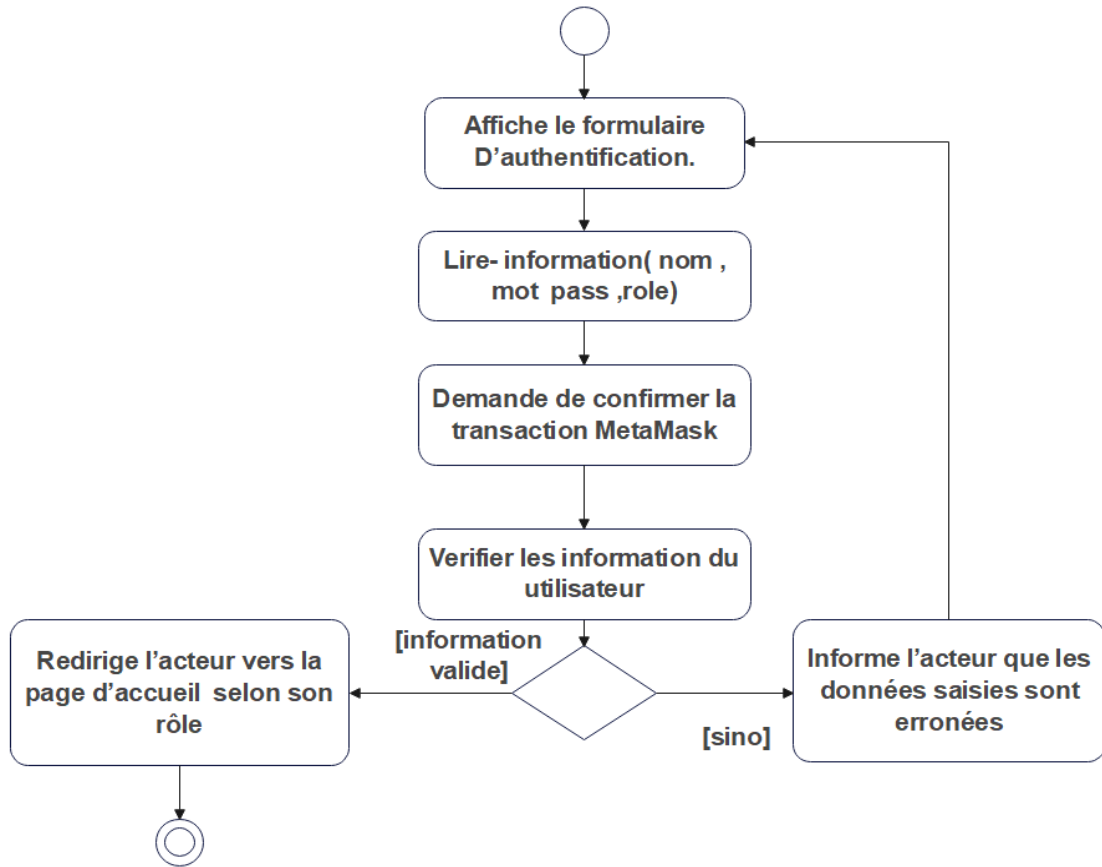 Affiche le formulaire
D’authentification.
Lire- information( nom ,
mot pass ,role)
Demande de confirmer la
transaction MetaMask
Verifier les information du
utilisateur
[information
valide]
Redirige l’acteur vers la
page d’accueil selon son
rôle
[sino]
Informe l’acteur que les
données saisies sont
erronées